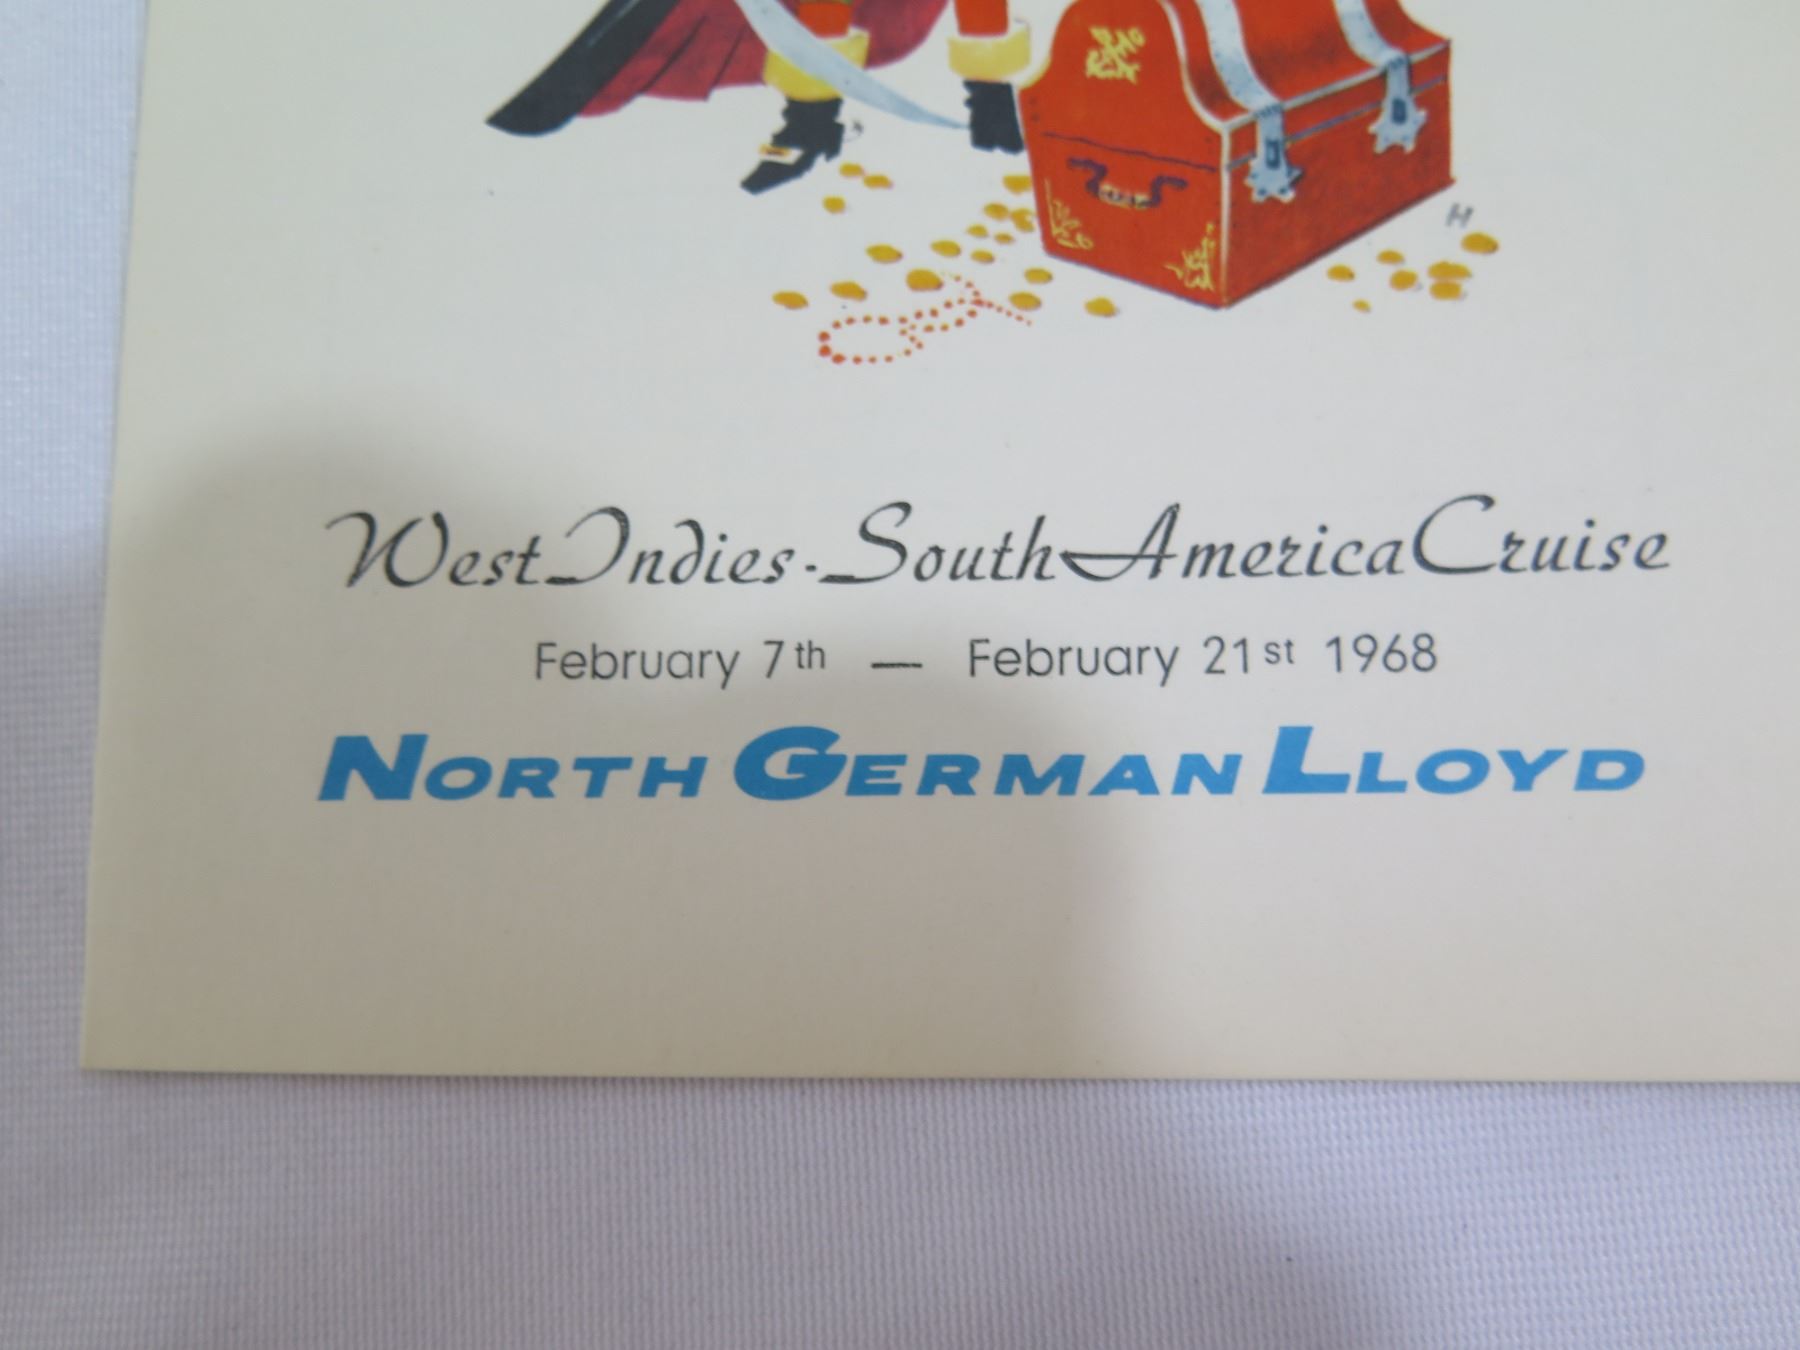 H
West Indies - South America Cruise
February 7th — February 21st 1968
NORTH GERMAN LLOYD